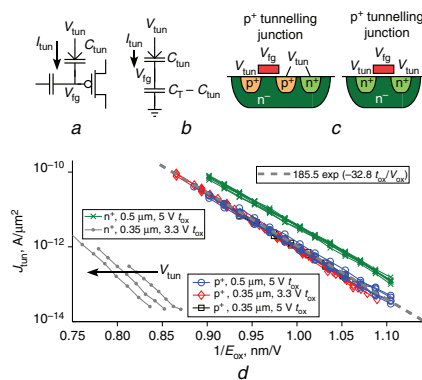 p⁺ tunnelling junction
p⁺ tunnelling junction
V_tun
I_tun
C_tun
V_fg
a
V_tun
C_tun
V_fg
C_T − C_tun
b
V_fg
V_tun
V_tun
p⁺
p⁺
n⁺
n⁻
V_fg
V_tun
V_tun
n⁺
n⁺
n⁻
c
10⁻¹⁰
10⁻¹²
10⁻¹⁴
J_tun, A/μm²
185.5 exp (−32.8 t_ox/V_ox)
n⁺, 0.5 μm, 5 V t_ox
n⁺, 0.35 μm, 3.3 V t_ox
V_tun
p⁺, 0.5 μm, 5 V t_ox
p⁺, 0.35 μm, 3.3 V t_ox
p⁺, 0.35 μm, 5 V t_ox
0.75 0.80 0.85 0.90 0.95 1.00 1.05 1.10
1/E_ox, nm/V
d